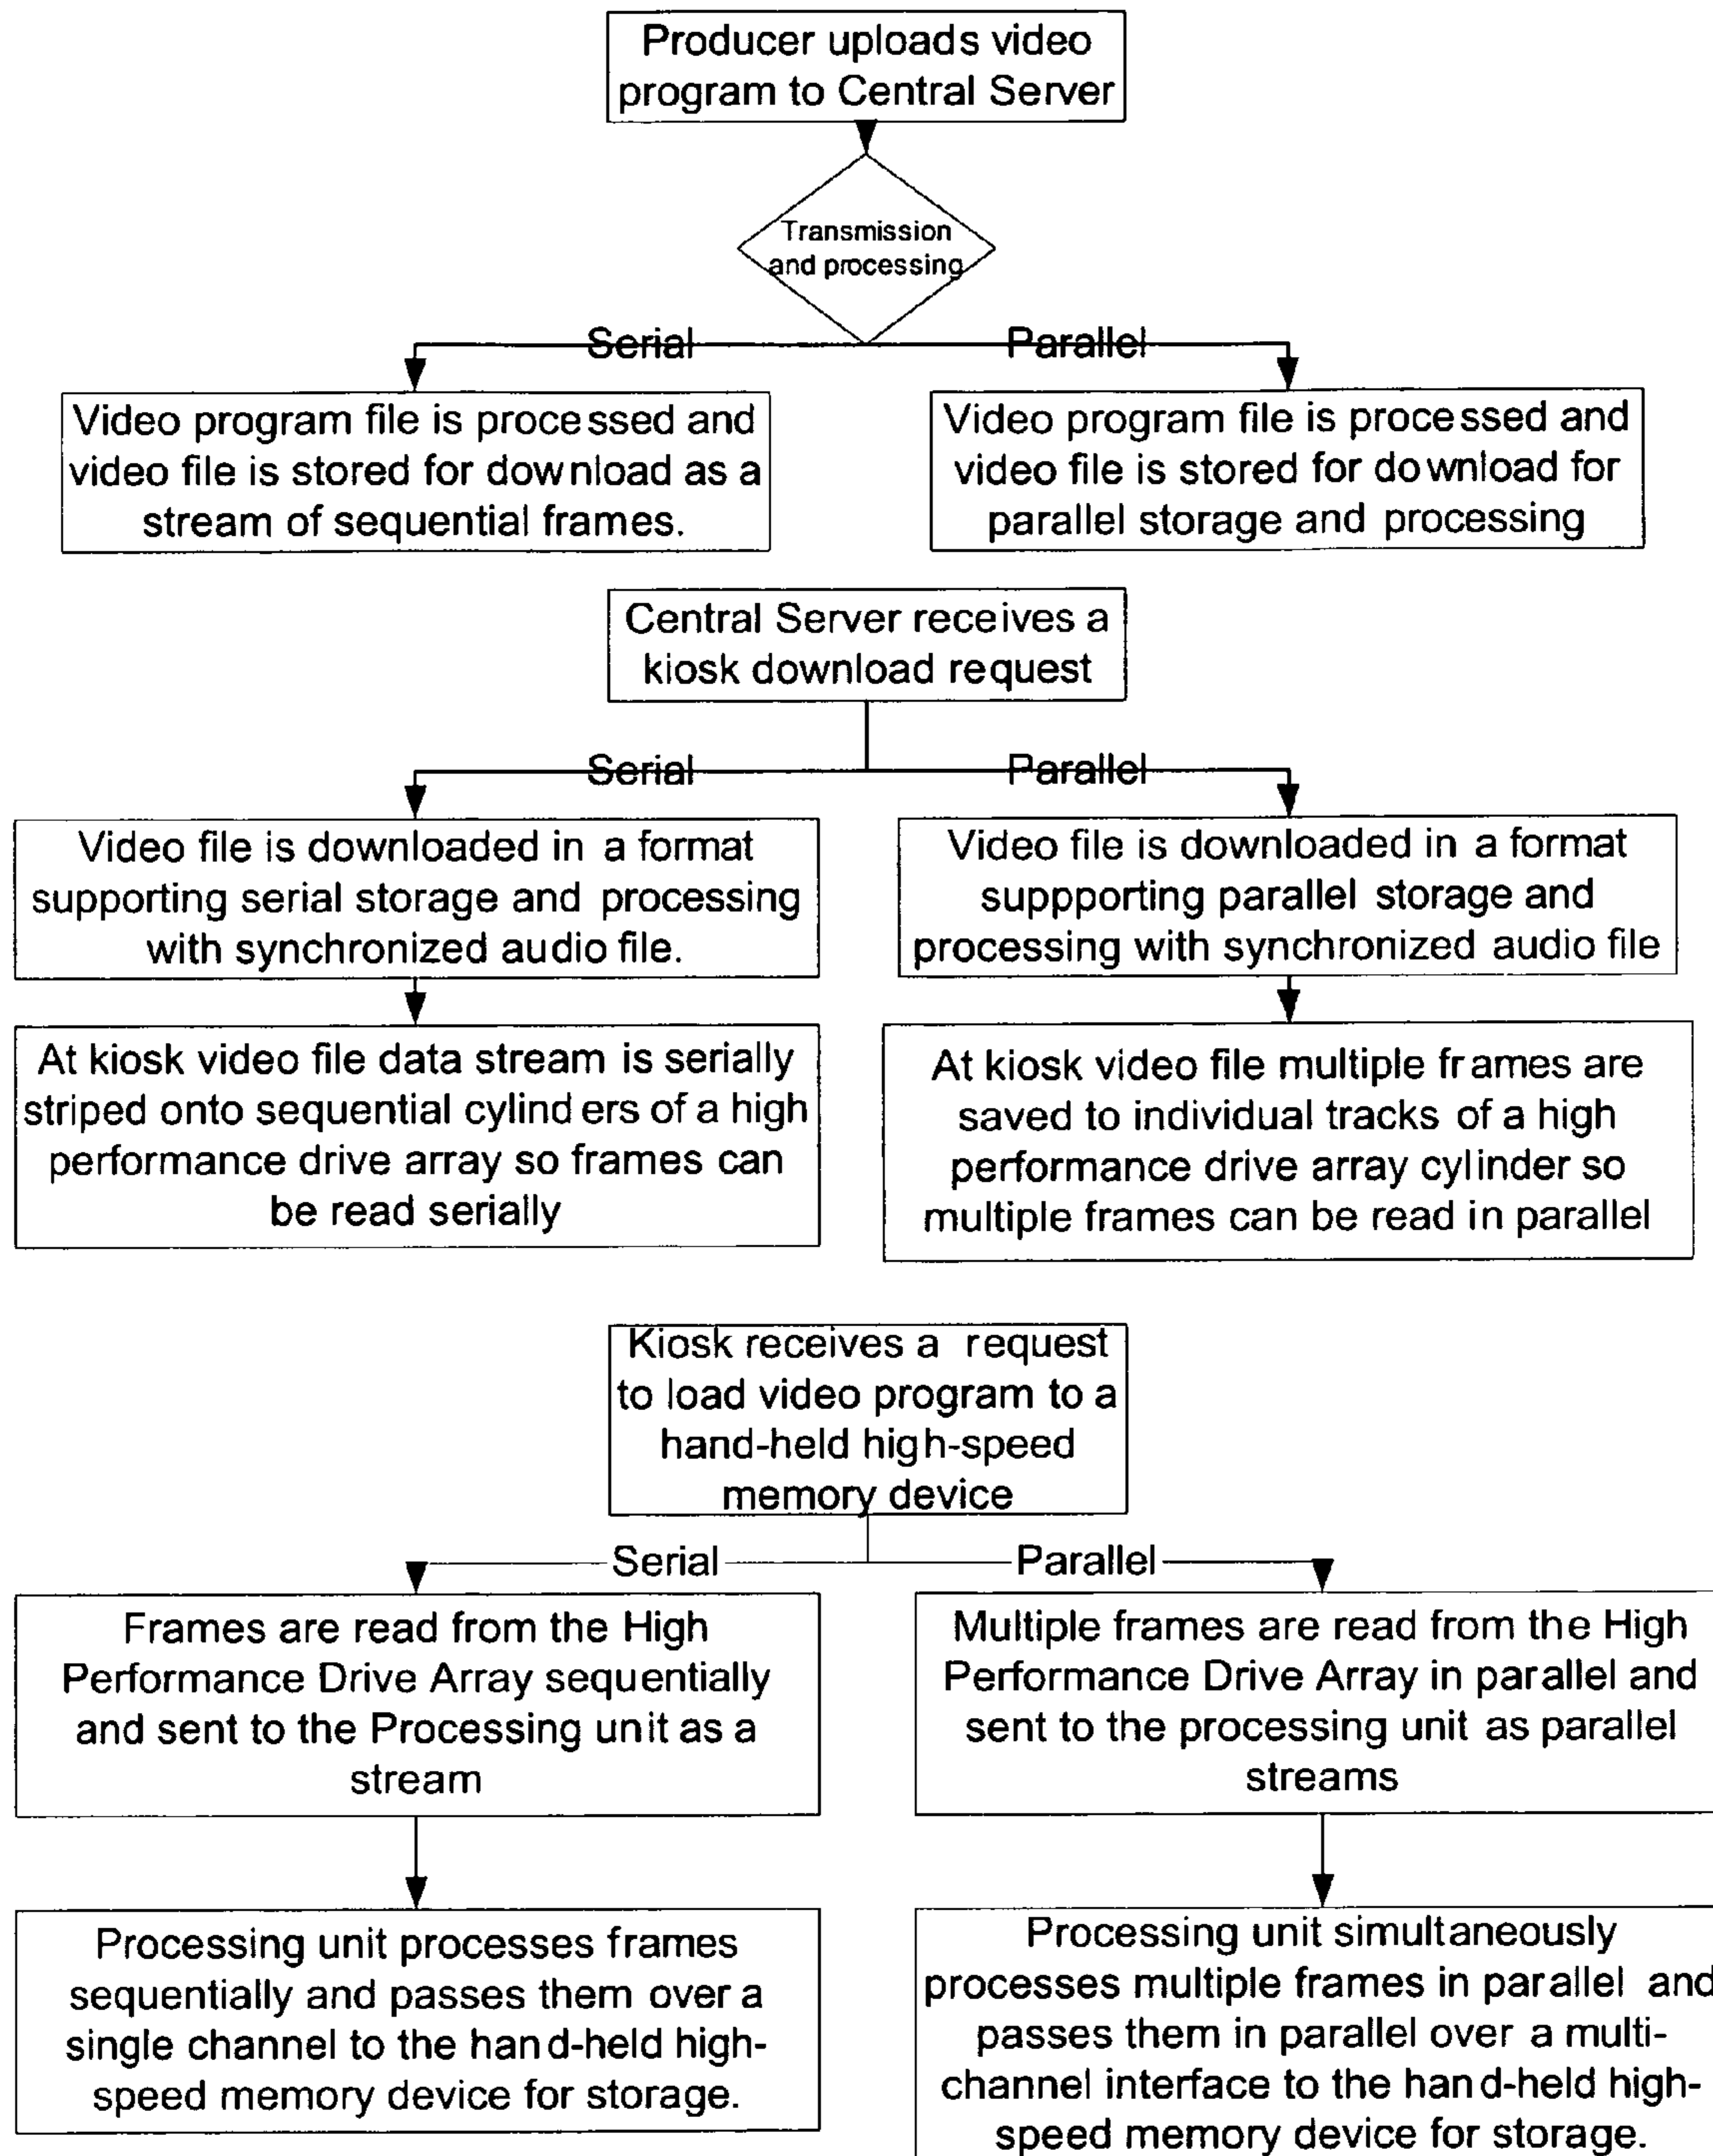 Producer uploads video
program to Central Server
Transmission
and processing
Serial
Parallel
Video program file is processed and
video file is stored for download as a
stream of sequential frames.
Video program file is processed and
video file is stored for download for
parallel storage and processing
Central Server receives a
kiosk download request
Serial
Parallel
Video file is downloaded in a format
supporting serial storage and processing
with synchronized audio file.
Video file is downloaded in a format
suppporting parallel storage and
processing with synchronized audio file
At kiosk video file data stream is serially
striped onto sequential cylinders of a high
performance drive array so frames can
be read serially
At kiosk video file multiple frames are
saved to individual tracks of a high
performance drive array cylinder so
multiple frames can be read in parallel
Kiosk receives a request
to load video program to a
hand-held high-speed
memory device
Serial
Parallel
Frames are read from the High
Performance Drive Array sequentially
and sent to the Processing unit as a
stream
Multiple frames are read from the High
Performance Drive Array in parallel and
sent to the processing unit as parallel
streams
Processing unit processes frames
sequentially and passes them over a
single channel to the hand-held high-
speed memory device for storage.
Processing unit simultaneously
processes multiple frames in parallel and
passes them in parallel over a multi-
channel interface to the hand-held high-
speed memory device for storage.